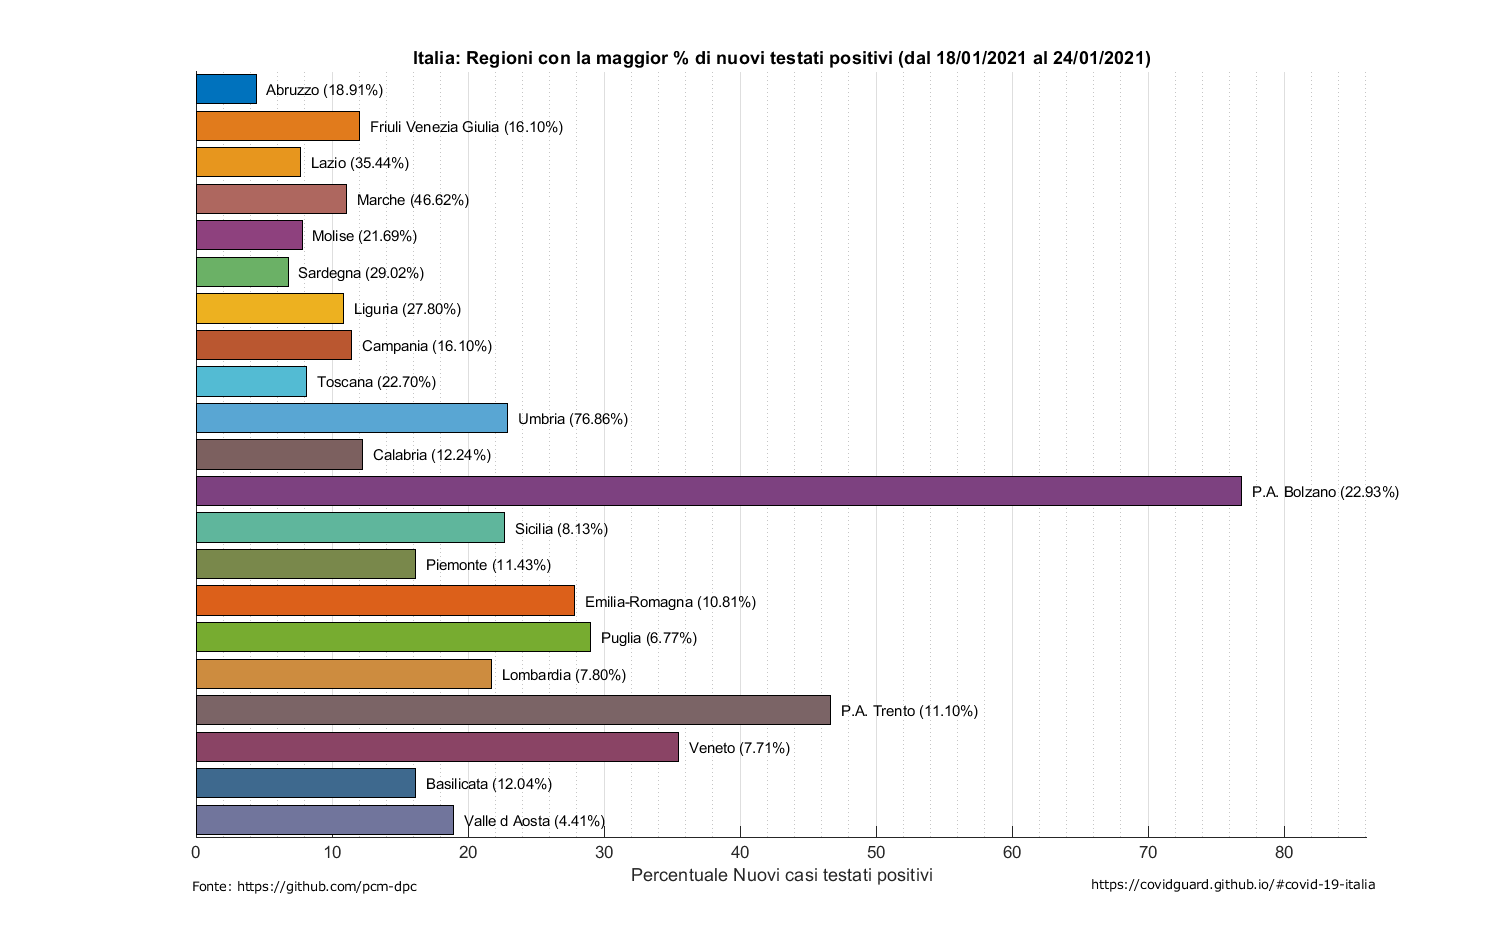 Italia: Regioni con la maggior % di nuovi testati positivi (dal 18/01/2021 al 24/01/2021)
Abruzzo (18.91%)
Friuli Venezia Giulia (16.10%)
Lazio (35.44%)
Marche (46.62%)
Molise (21.69%)
Sardegna (29.02%)
Liguria (27.80%)
Campania (16.10%)
Toscana (22.70%)
Umbria (76.86%)
Calabria (12.24%)
P.A. Bolzano (22.93%)
Sicilia (8.13%)
Piemonte (11.43%)
Emilia-Romagna (10.81%)
Puglia (6.77%)
Lombardia (7.80%)
P.A. Trento (11.10%)
Veneto (7.71%)
Basilicata (12.04%)
Valle d Aosta (4.41%)
0 10 20 30 40 50 60 70 80
Percentuale Nuovi casi testati positivi
Fonte: https://github.com/pcm-dpc
https://covidguard.github.io/#covid-19-italia